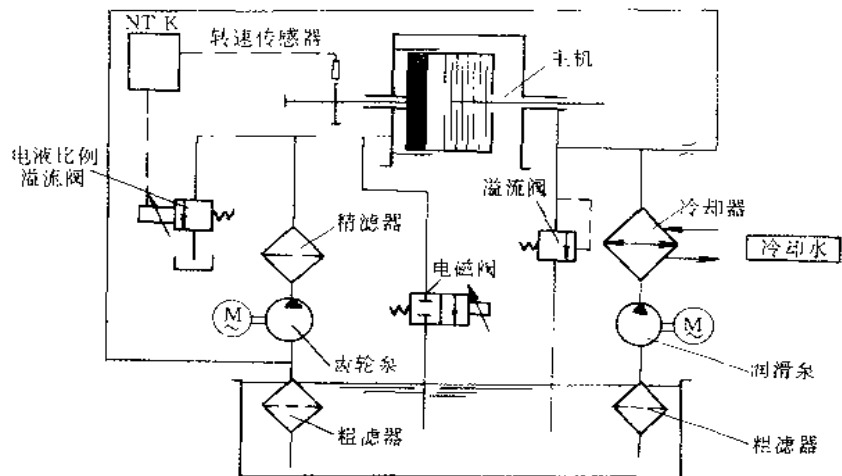 NT K
转速传感器
主机
电液比例
溢流阀
溢流阀
冷却器
精滤器
冷却水
电磁阀
M
~
M
~
齿轮泵
润滑泵
粗滤器
粗滤器